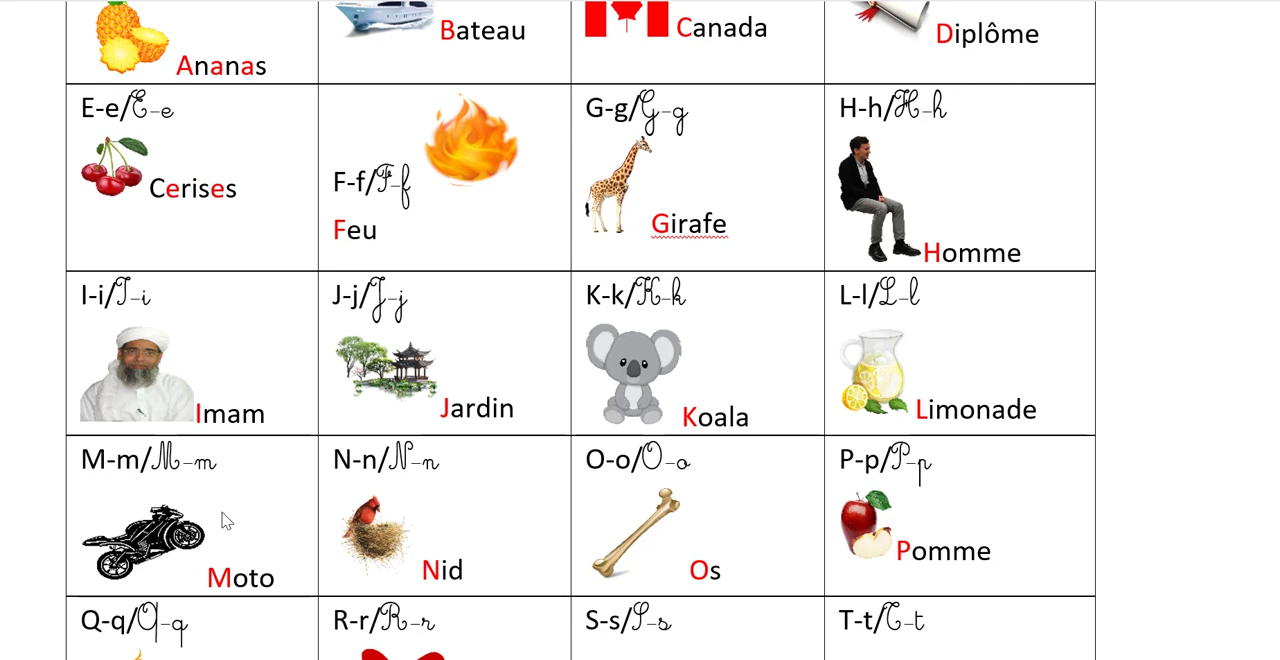 Ananas
Bateau
Canada
Diplôme
E-e/E-e
Cerises
F-f/F-f
Feu
G-g/G-g
Girafe
H-h/H-h
Homme
I-i/I-i
Imam
J-j/J-j
Jardin
K-k/K-k
Koala
L-l/L-l
Limonade
M-m/M-m
Moto
N-n/N-n
Nid
O-o/O-o
Os
P-p/P-p
Pomme
Q-q/Q-q
R-r/R-r
S-s/S-s
T-t/T-t